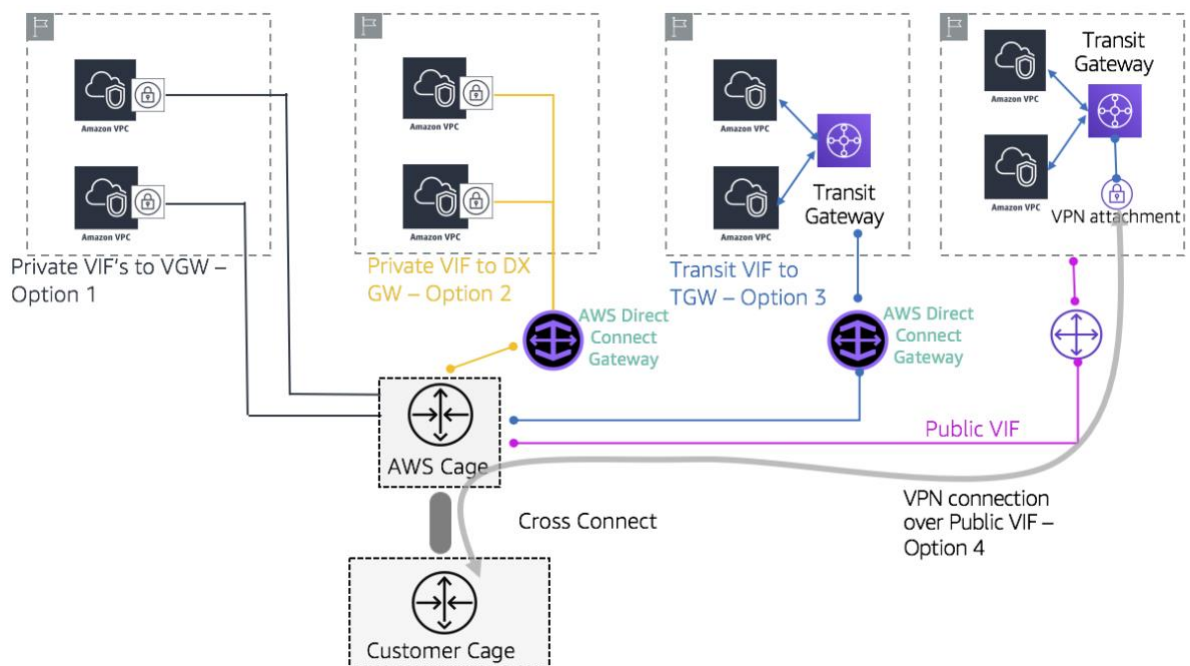 Amazon VPC
Amazon VPC
Private VIF's to VGW –
Option 1
Amazon VPC
Amazon VPC
Private VIF to DX
GW – Option 2
AWS Direct
Connect
Gateway
Amazon VPC
Amazon VPC
Transit
Gateway
Transit VIF to
TGW – Option 3
AWS Direct
Connect
Gateway
Transit
Gateway
Amazon VPC
Amazon VPC
VPN attachment
Public VIF
VPN connection
over Public VIF –
Option 4
AWS Cage
Cross Connect
Customer Cage